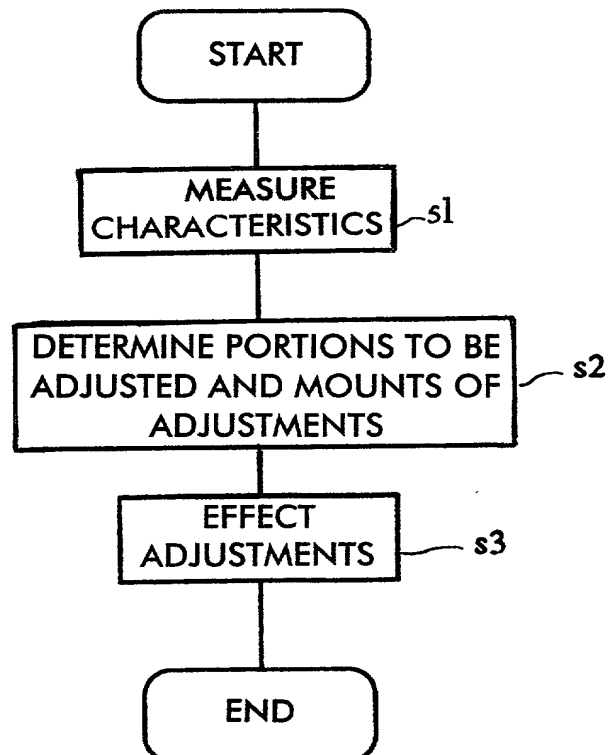 START
MEASURE
CHARACTERISTICS
s1
DETERMINE PORTIONS TO BE
ADJUSTED AND MOUNTS OF
ADJUSTMENTS
s2
EFFECT
ADJUSTMENTS
s3
END